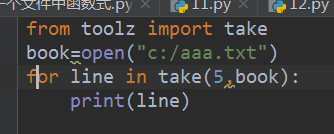 一个文件中函数式.py 11.py 12.py
from toolz import take
book=open("c:/aaa.txt")
for line in take(5,book):
    print(line)